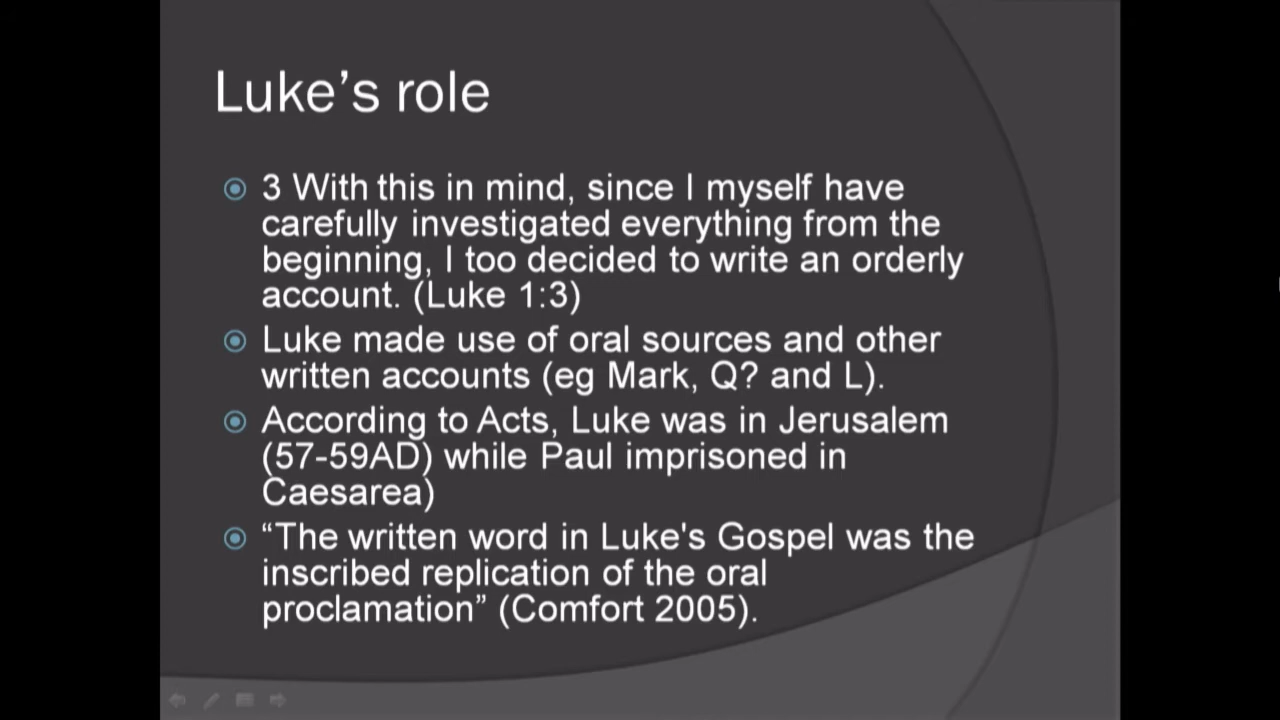 Luke’s role
3 With this in mind, since I myself have
carefully investigated everything from the
beginning, I too decided to write an orderly
account. (Luke 1:3)
Luke made use of oral sources and other
written accounts (eg Mark, Q? and L).
According to Acts, Luke was in Jerusalem
(57-59AD) while Paul imprisoned in
Caesarea)
“The written word in Luke's Gospel was the
inscribed replication of the oral
proclamation” (Comfort 2005).